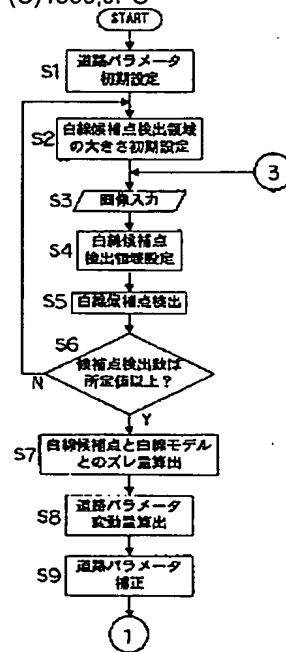 (C)1999,JPO
START
S1
道路パラメータ
初期設定
S2
白線候補点検出領域
の大きさ初期設定
3
S3
画像入力
S4
白線候補点
検出領域設定
S5
白線候補点検出
S6
候補点検出数は
所定値以上?
N
Y
S7
白線候補点と白線モデル
とのズレ量算出
S8
道路パラメータ
変動量算出
S9
道路パラメータ
補正
1